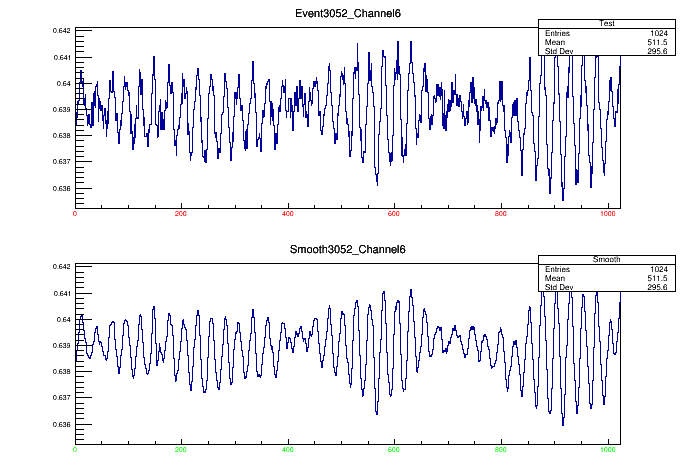 Event3052_Channel6
Test
Entries 1024
Mean 511.5
Std Dev 295.6
0.642
0.641
0.64
0.639
0.638
0.637
0.636
0 200 400 600 800 1000
Smooth3052_Channel6
Smooth
Entries 1024
Mean 511.5
Std Dev 295.6
0.642
0.641
0.64
0.639
0.638
0.637
0.636
0 200 400 600 800 1000